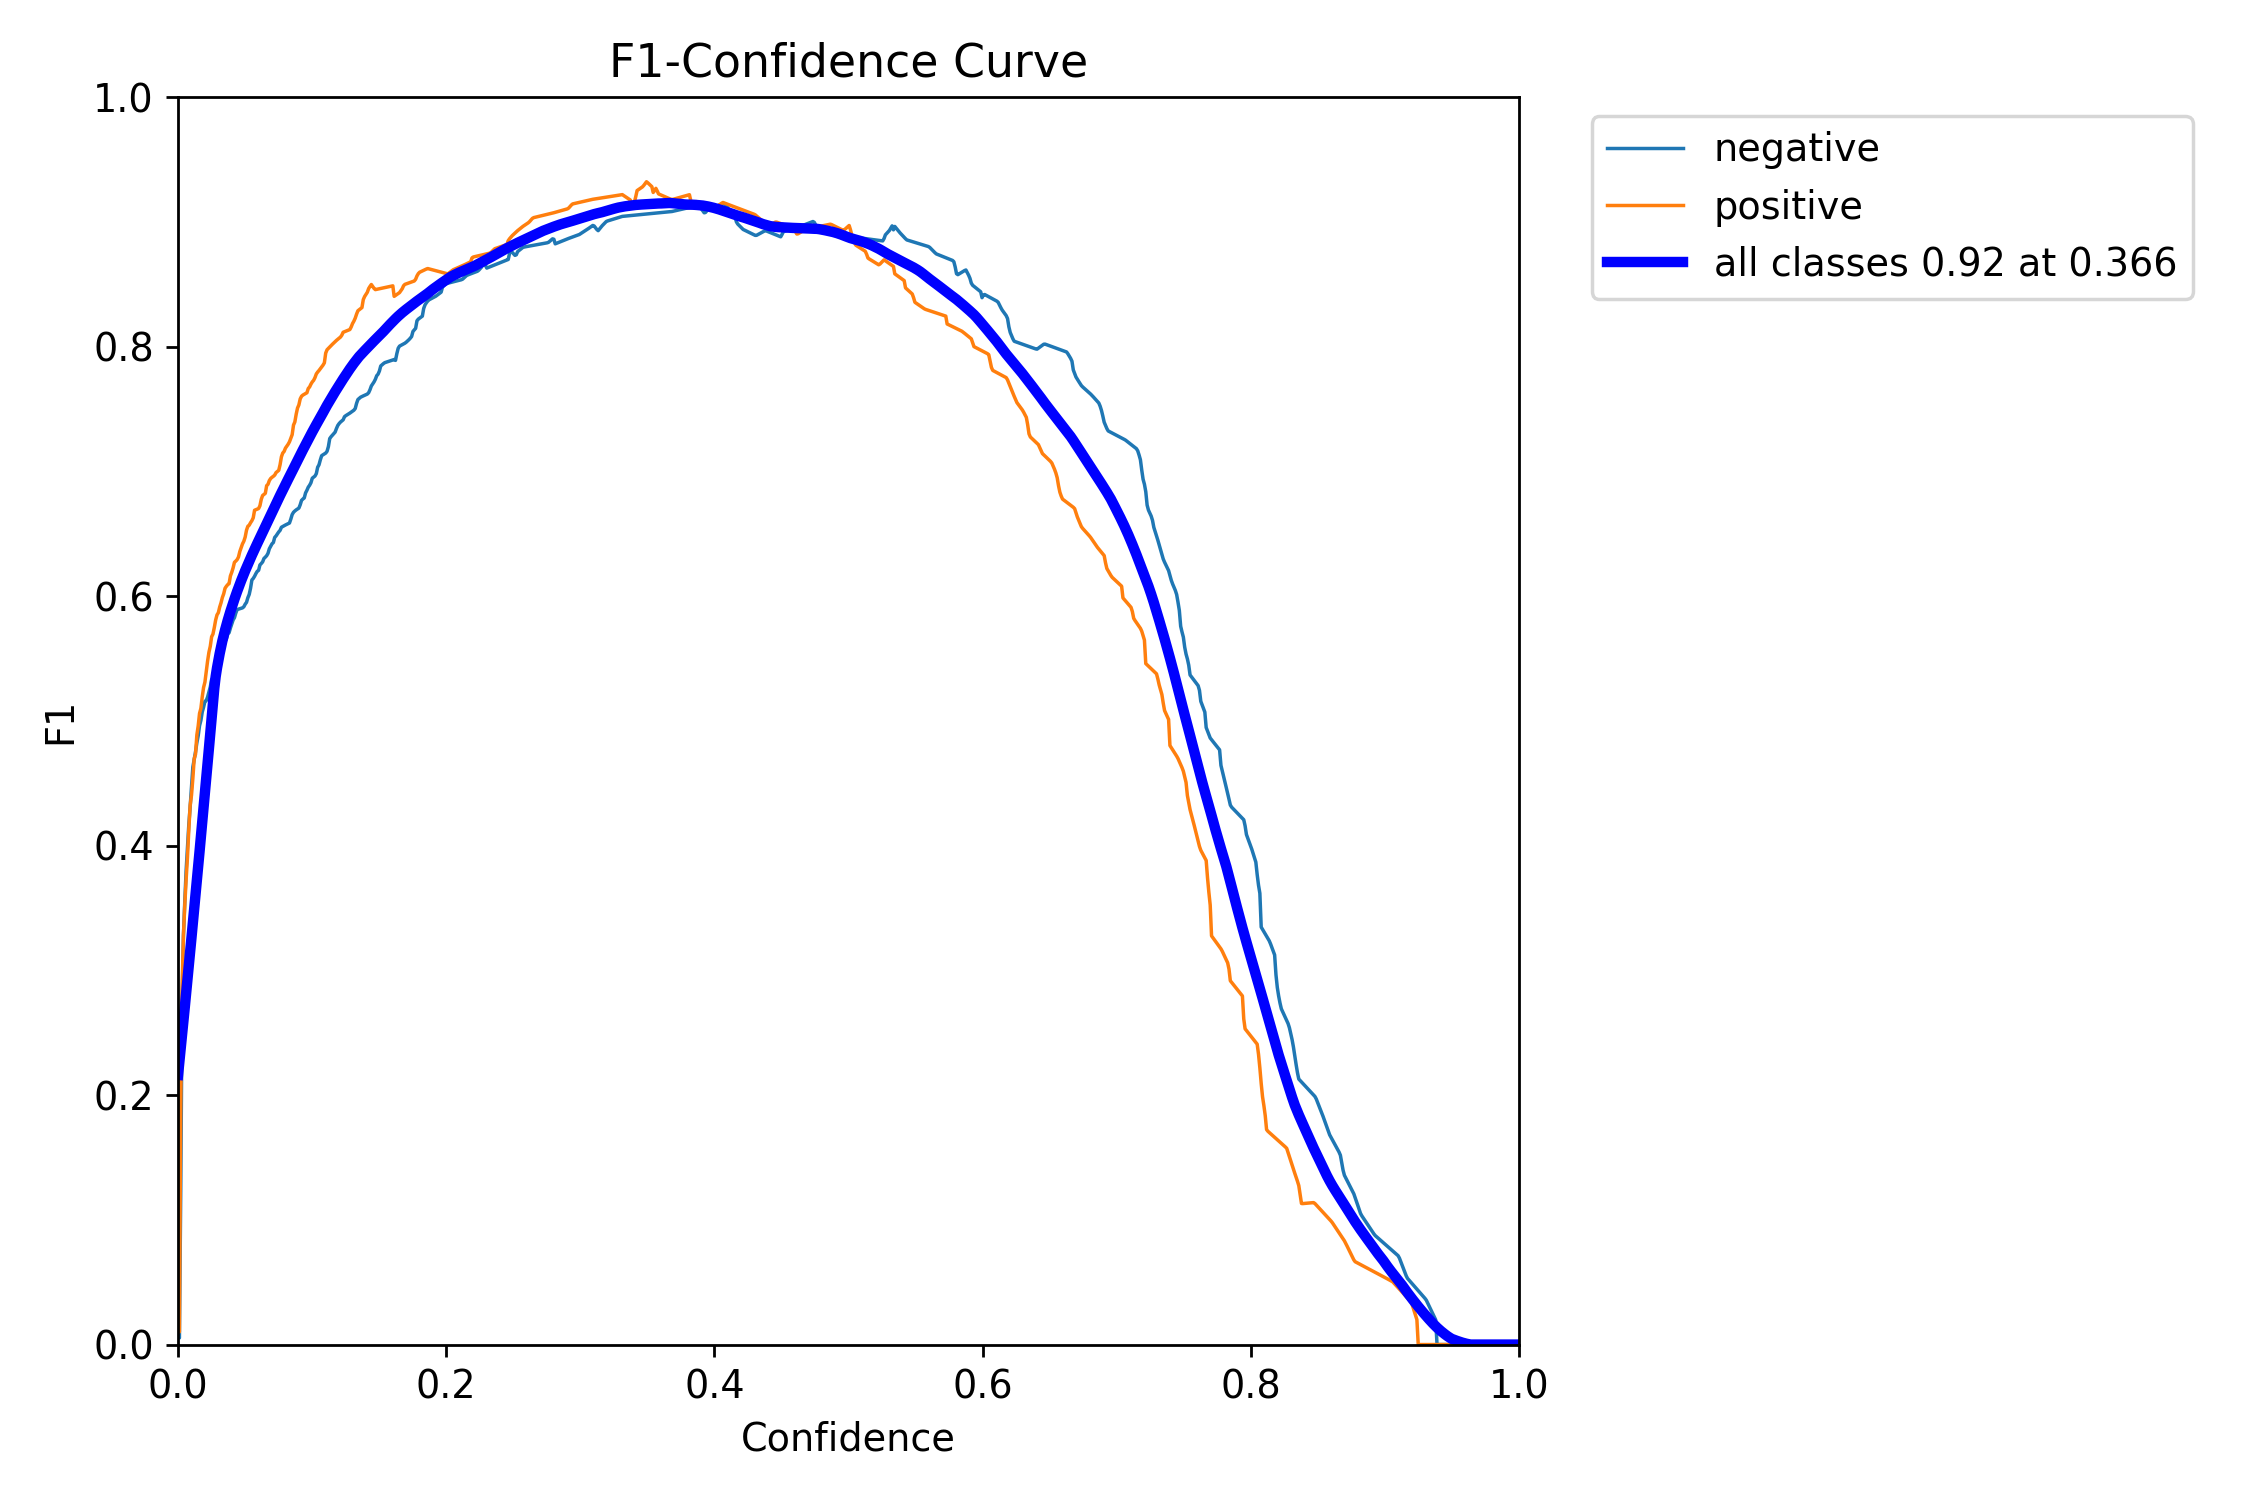 F1-Confidence Curve
1.0
0.8
0.6
0.4
0.2
0.0
F1
0.0 0.2 0.4 0.6 0.8 1.0
Confidence
negative
positive
all classes 0.92 at 0.366